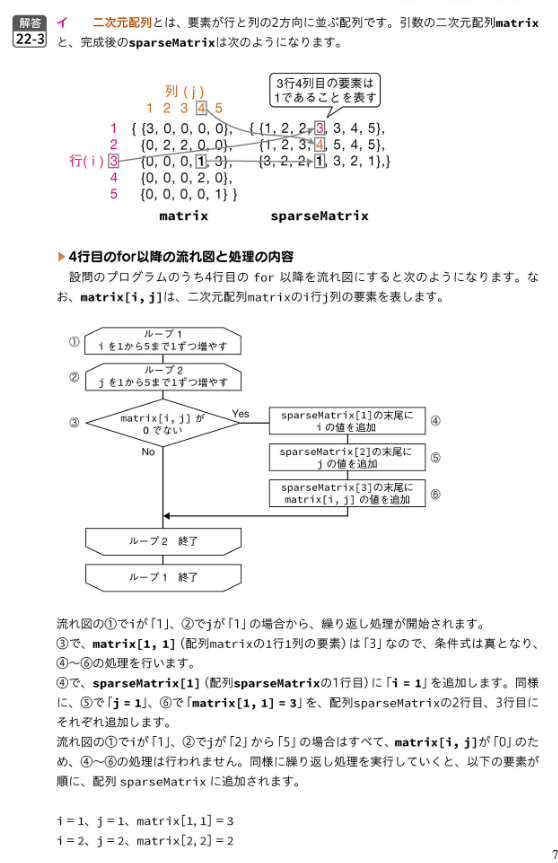 解答
22-3
イ　二次元配列とは、要素が行と列の2方向に並ぶ配列です。引数の二次元配列matrix
と、完成後のsparseMatrixは次のようになります。
3行4列目の要素は
1であることを表す
列 (j)
1 2 3 4 5
1 { {3, 0, 0, 0, 0}, { {1, 2, 2, 3, 3, 4, 5},
2 {0, 2, 2, 0, 0}, {1, 2, 3, 4, 5, 4, 5},
行(i) 3 {0, 0, 0, 1, 3}, {3, 2, 2, 1, 3, 2, 1},}
4 {0, 0, 0, 2, 0},
5 {0, 0, 0, 0, 1} }
matrix sparseMatrix
▶ 4行目のfor以降の流れ図と処理の内容
設問のプログラムのうち4行目の for 以降を流れ図にすると次のようになります。な
お、matrix[i, j]は、二次元配列matrixのi行j列の要素を表します。
① ループ1
iを1から5まで1ずつ増やす
② ループ2
jを1から5まで1ずつ増やす
③ matrix[i, j] が
0 でない
Yes
No
sparseMatrix[1]の末尾に
i の値を追加 ④
sparseMatrix[2]の末尾に
j の値を追加 ⑤
sparseMatrix[3]の末尾に
matrix[i, j] の値を追加 ⑥
ループ2　終了
ループ1　終了
流れ図の①でiが「1」、②でjが「1」の場合から、繰り返し処理が開始されます。
③で、matrix[1, 1]（配列matrixの1行1列の要素）は「3」なので、条件式は真となり、
④〜⑥の処理を行います。
④で、sparseMatrix[1]（配列sparseMatrixの1行目）に「i = 1」を追加します。同様
に、⑤で「j = 1」、⑥で「matrix[1, 1] = 3」を、配列sparseMatrixの2行目、3行目に
それぞれ追加します。
流れ図の①でiが「1」、②でjが「2」から「5」の場合はすべて、matrix[i, j]が「0」のた
め、④〜⑥の処理は行われません。同様に繰り返し処理を実行していくと、以下の要素が
順に、配列 sparseMatrix に追加されます。
i = 1、j = 1、matrix[1, 1] = 3
i = 2、j = 2、matrix[2, 2] = 2
7